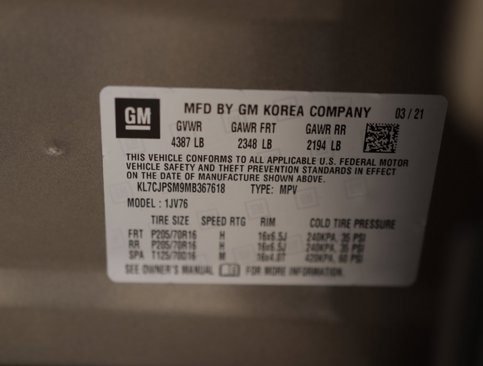 GM
MFD BY GM KOREA COMPANY 03/21
GVWR GAWR FRT GAWR RR
4387 LB 2348 LB 2194 LB
THIS VEHICLE CONFORMS TO ALL APPLICABLE U.S. FEDERAL MOTOR
VEHICLE SAFETY AND THEFT PREVENTION STANDARDS IN EFFECT
ON THE DATE OF MANUFACTURE SHOWN ABOVE.
KL7CJPSM9MB367618 TYPE: MPV
MODEL: 1JV76
TIRE SIZE SPEED RTG RIM COLD TIRE PRESSURE
FRT P205/70R16 H 16x6.5J 240KPA, 35 PSI
RR P205/70R16 H 16x6.5J 240KPA, 35 PSI
SPA T125/70D16 M 16x4.0T 420KPA, 60 PSI
SEE OWNER'S MANUAL FOR MORE INFORMATION.